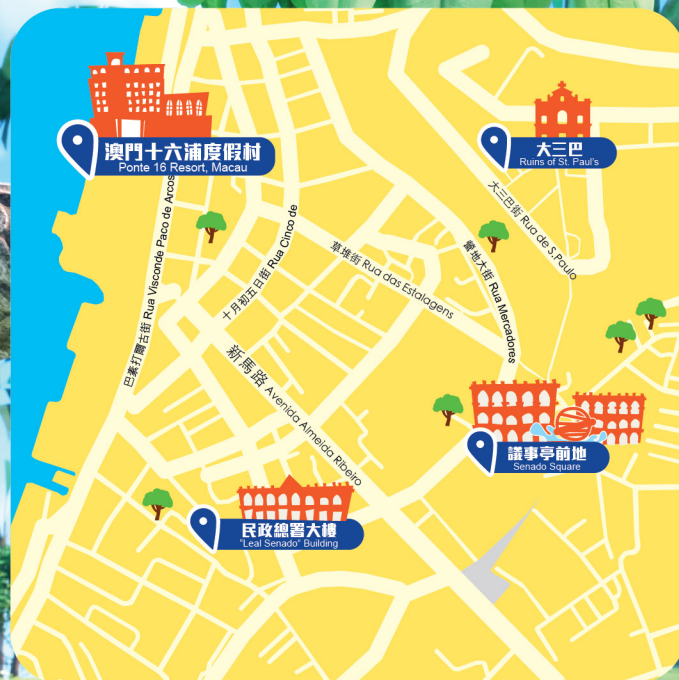 澳門十六浦度假村
Ponte 16 Resort, Macau
大三巴
Ruins of St. Paul's
大三巴街 Rua de S.Paulo
巴素打爾古街 Rua Visconde Paco de Arcos
十月初五日街 Rua Cinco de
草堆街 Rua das Estalagens
營地大街 Rua Mercadores
新馬路 Avenida Almeida Ribeiro
議事亭前地
Senado Square
民政總署大樓
"Leal Senado" Building